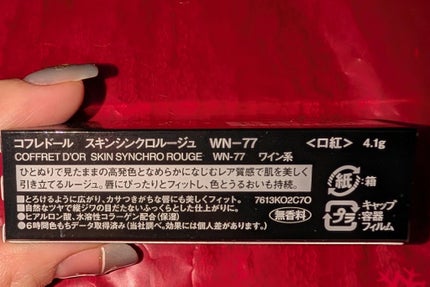 コフレドール スキンシンクロルージュ WN-77 <口紅> 4.1g
COFFRET D'OR SKIN SYNCHRO ROUGE WN-77 ワイン系
ひとぬりで見たままの高発色となめらかになじむレア質感で肌を美しく
引き立てるルージュ。唇にぴったりとフィットし、色とうるおいも持続。
■とろけるように広がり、カサつきがちな唇にも美しくフィット。
■自然なツヤで縦ジワの目だたないふっくらとした仕上がりに。
●ヒアルロン酸、水溶性コラーゲン配合(保湿)
●6時間色もちデータ取得済み(当社調べ。効果には個人差があります。)
7613KO2C7O
無香料
紙 :箱
プラ キャップ
:容器
フィルム